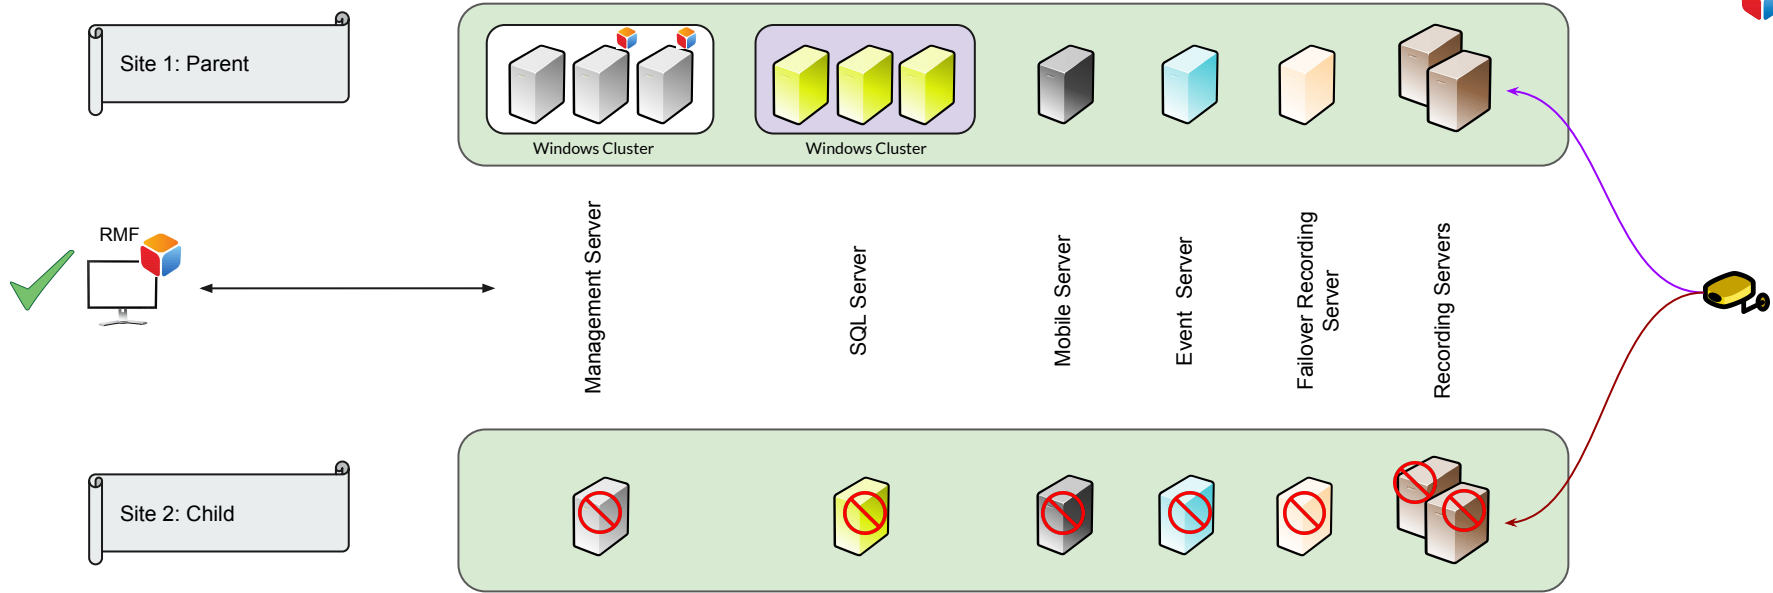 Site 1: Parent
Windows Cluster
Windows Cluster
RMF
Management Server
SQL Server
Mobile Server
Event  Server
Failover Recording
Server
Recording Servers
Site 2: Child